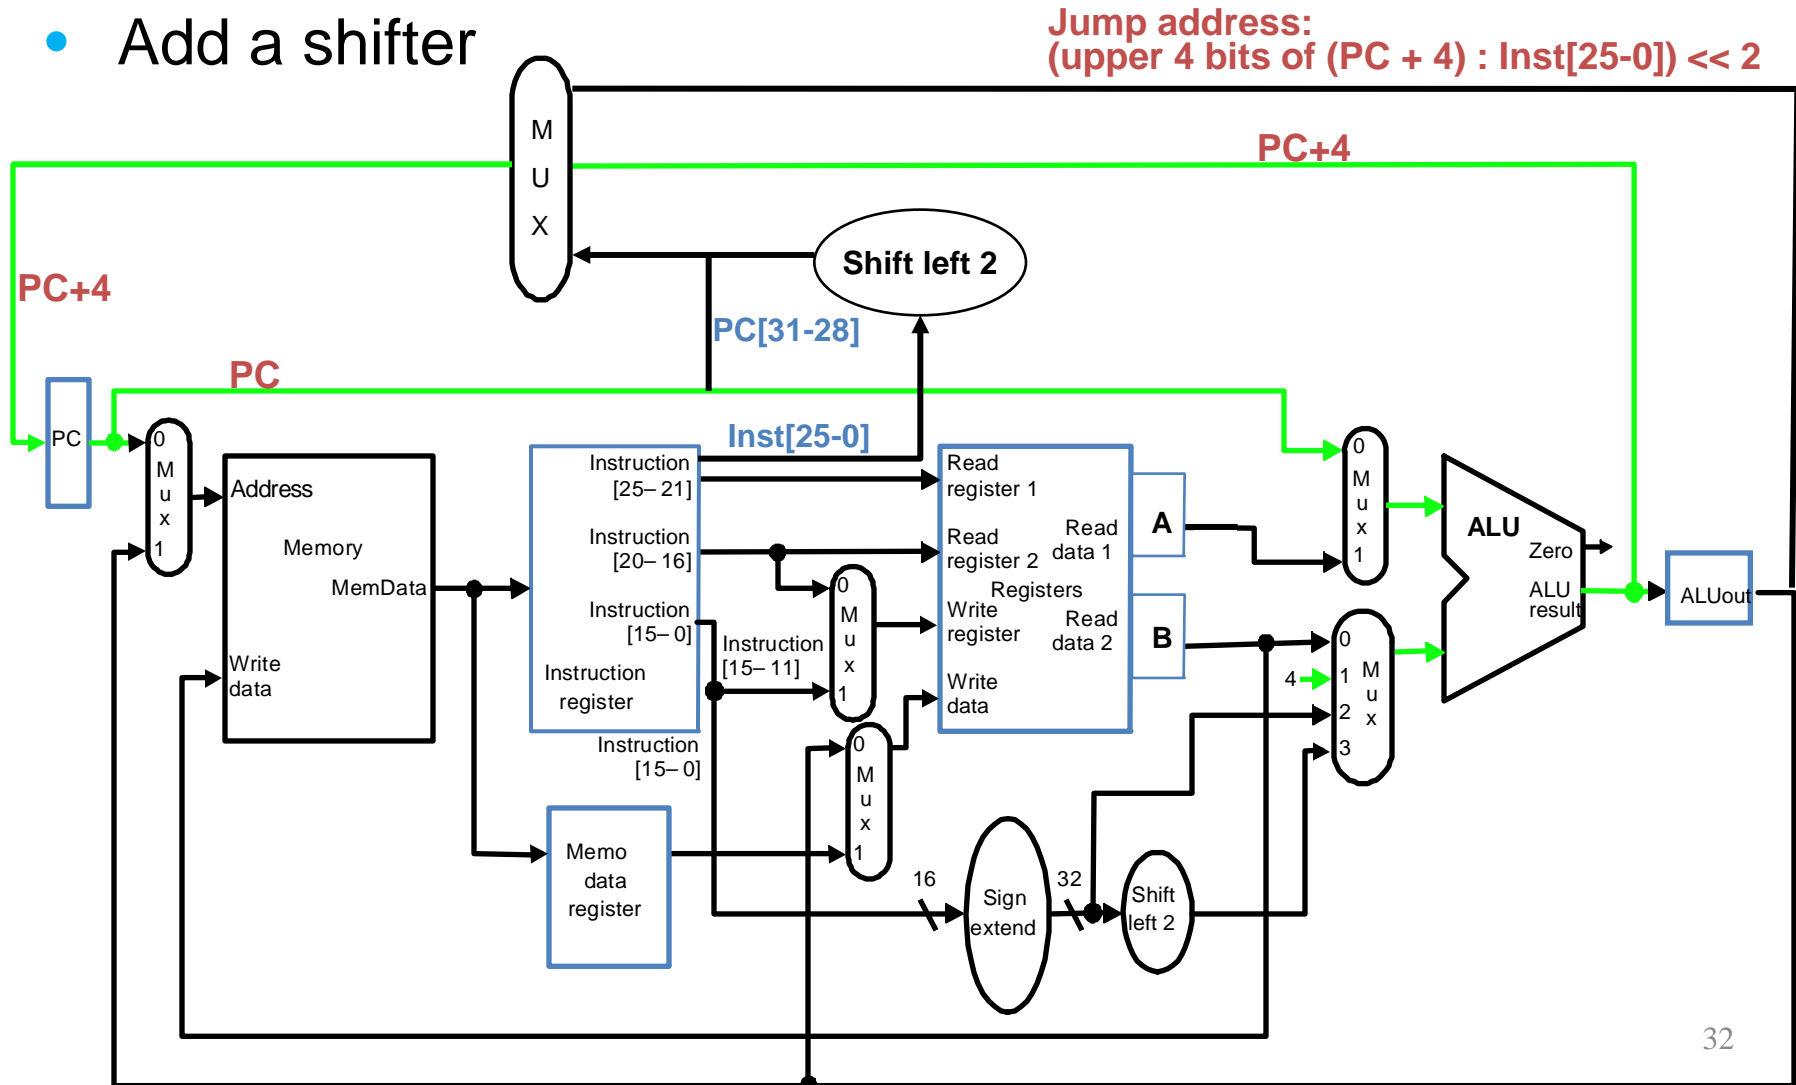 • Add a shifter
Jump address:
(upper 4 bits of (PC + 4) : Inst[25-0]) << 2
M
U
X
PC+4
PC+4
Shift left 2
PC[31-28]
PC
Inst[25-0]
PC
0
M
u
x
1
Address
Memory
MemData
Write
data
Instruction
[25–21]
Instruction
[20–16]
Instruction
[15–0]
Instruction
register
Instruction
[15–11]
Instruction
[15–0]
0
M
u
x
1
Read
register 1
Read
register 2
Registers
Write
register
Write
data
Read
data 1
Read
data 2
A
B
0
M
u
x
1
4
0
1
2
3
M
u
x
ALU
Zero
ALU
result
ALUout
Memo
data
register
0
M
u
x
1
16
Sign
extend
32
Shift
left 2
32